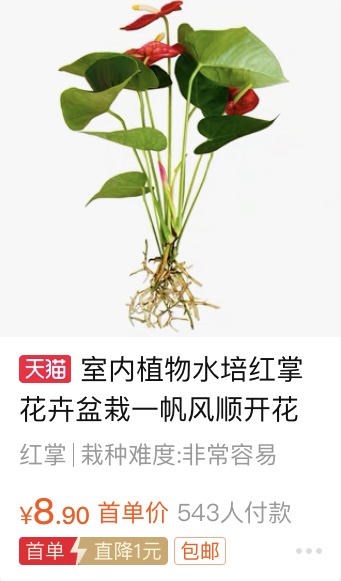 天猫 室内植物水培红掌
花卉盆栽一帆风顺开花
红掌|栽种难度:非常容易
¥8.90 首单价 543人付款
首单 直降1元 包邮